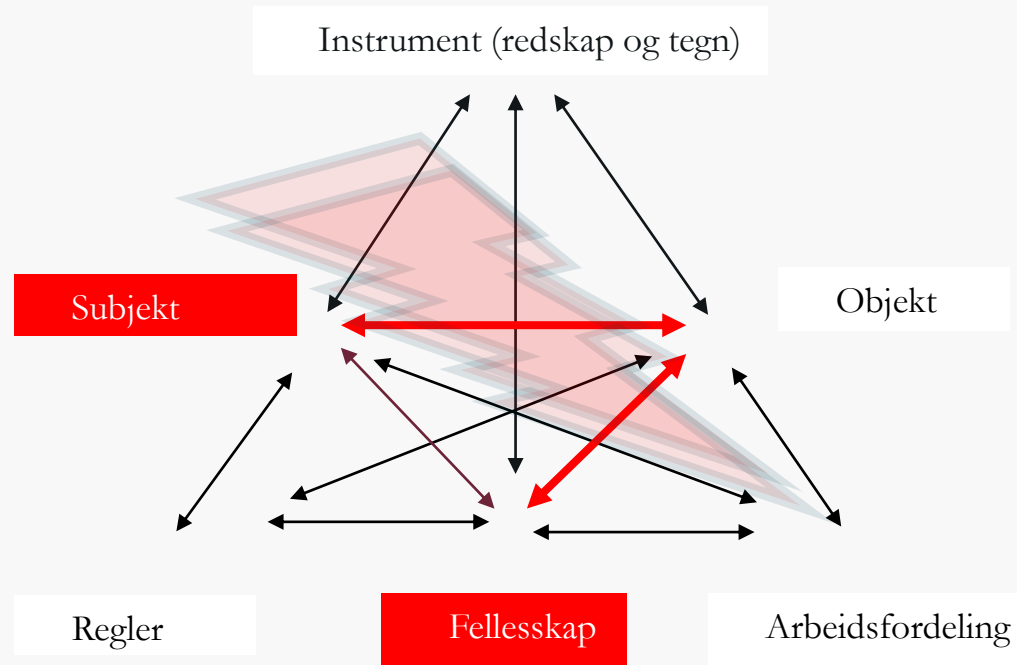 Instrument (redskap og tegn)
Subjekt
Objekt
Regler
Fellesskap
Arbeidsfordeling